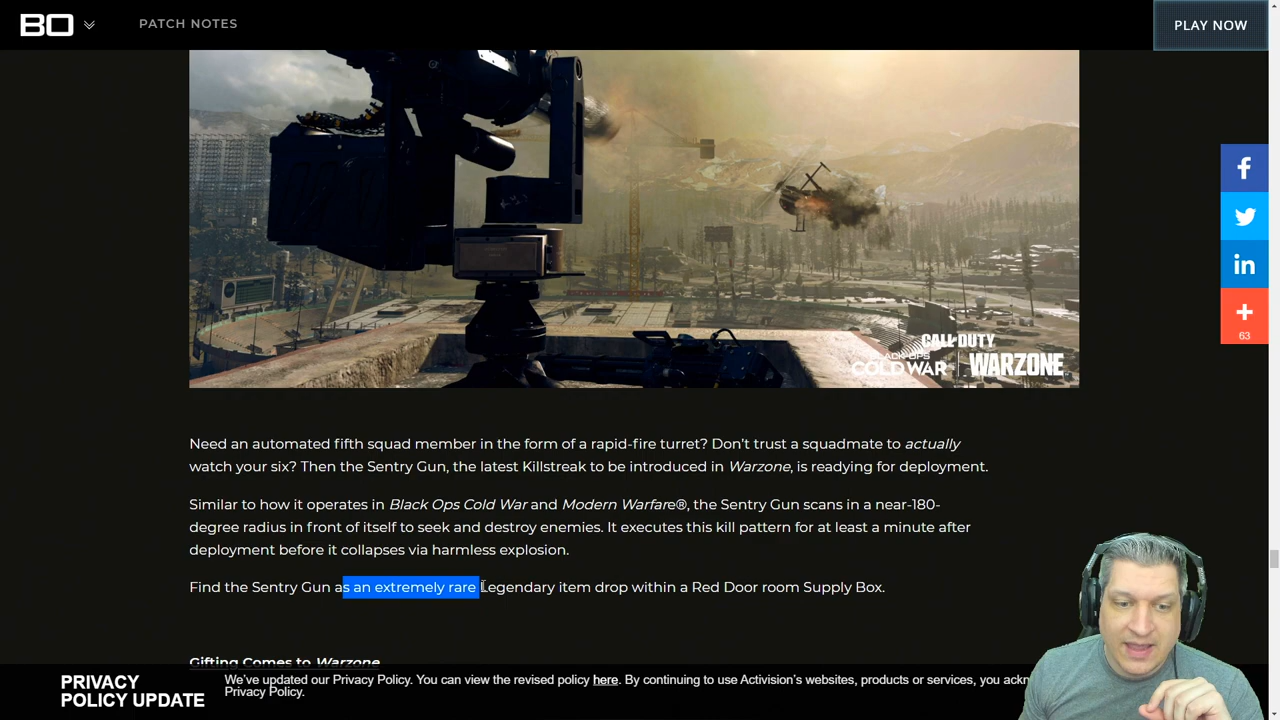 BO
PATCH NOTES
PLAY NOW
63
CALL OF DUTY
BLACK OPS
COLD WAR | WARZONE
Need an automated fifth squad member in the form of a rapid-fire turret? Don’t trust a squadmate to actually
watch your six? Then the Sentry Gun, the latest Killstreak to be introduced in Warzone, is readying for deployment.
Similar to how it operates in Black Ops Cold War and Modern Warfare®, the Sentry Gun scans in a near-180-
degree radius in front of itself to seek and destroy enemies. It executes this kill pattern for at least a minute after
deployment before it collapses via harmless explosion.
Find the Sentry Gun as an extremely rare Legendary item drop within a Red Door room Supply Box.
Gifting Comes to Warzone
PRIVACY
POLICY UPDATE
We’ve updated our Privacy Policy. You can view the revised policy here. By continuing to use Activision’s websites, products or services, you ackn
Privacy Policy.